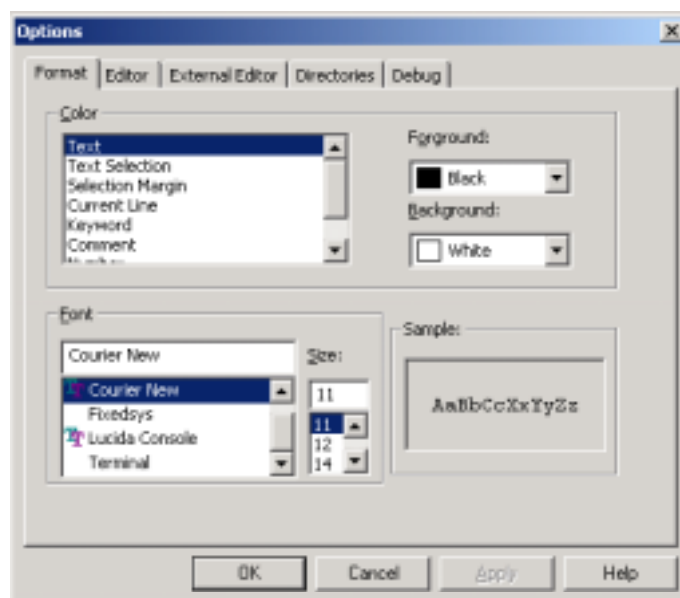 Options
Format Editor External Editor Directories Debug
Color
Text
Text Selection
Selection Margin
Current Line
Keyword
Comment
Forground:
Black
Background:
White
Font
Courier New
Courier New
Fixedsys
Lucida Console
Terminal
Size:
11
11
12
14
Sample:
AaBbCcXxYyZz
OK Cancel Apply Help